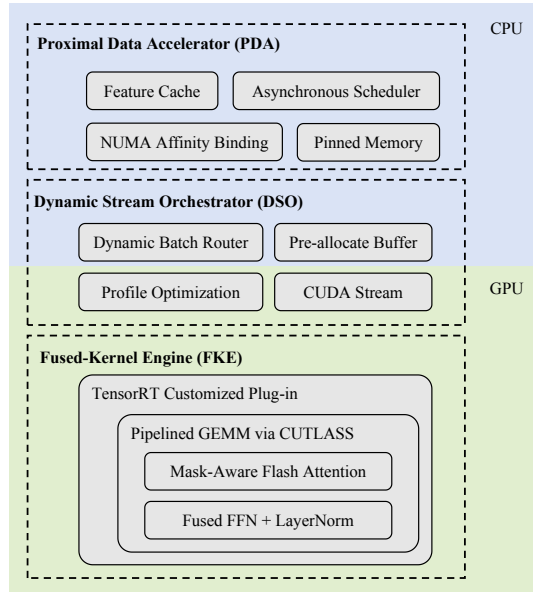 CPU
Proximal Data Accelerator (PDA)
Feature Cache
Asynchronous Scheduler
NUMA Affinity Binding
Pinned Memory
Dynamic Stream Orchestrator (DSO)
Dynamic Batch Router
Pre-allocate Buffer
Profile Optimization
CUDA Stream
GPU
Fused-Kernel Engine (FKE)
TensorRT Customized Plug-in
Pipelined GEMM via CUTLASS
Mask-Aware Flash Attention
Fused FFN + LayerNorm